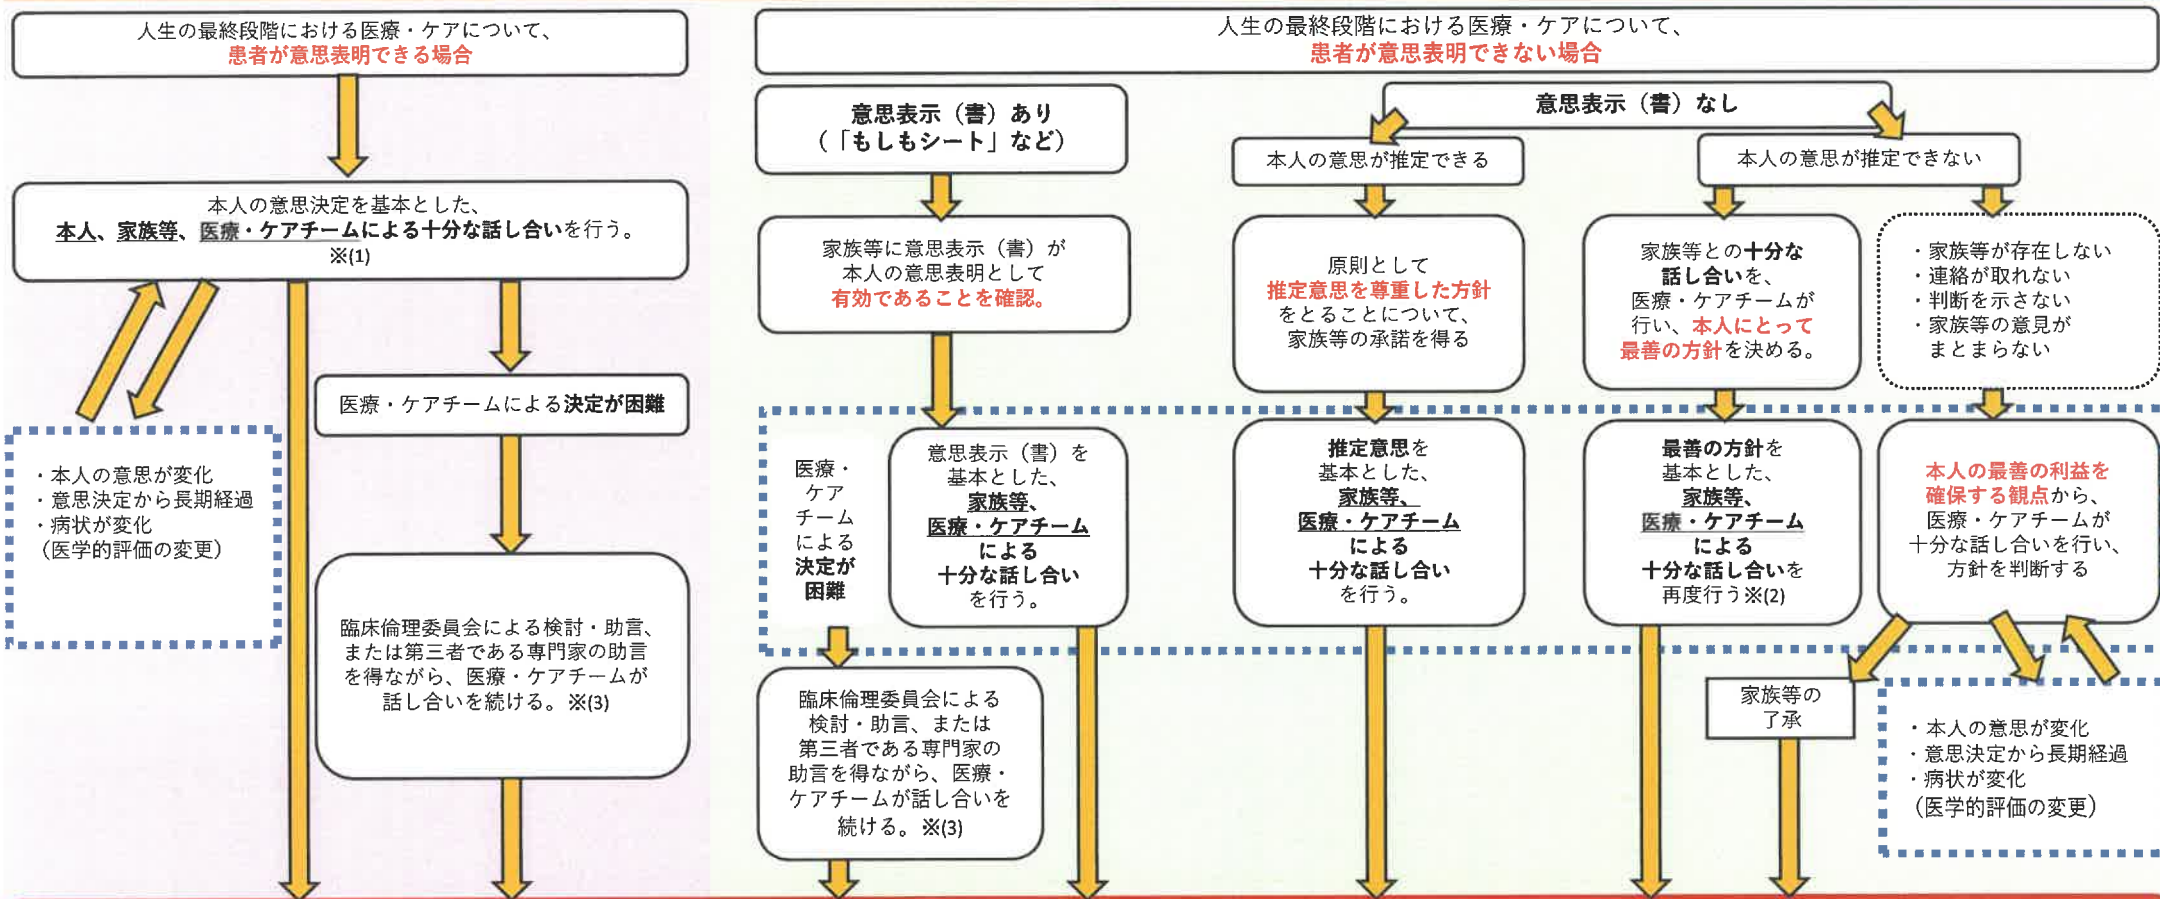 人生の最終段階における医療・ケアについて、
患者が意思表明できる場合
本人の意思決定を基本とした、
本人、家族等、医療・ケアチームによる十分な話し合いを行う。
※(1)
・本人の意思が変化
・意思決定から長期経過
・病状が変化
（医学的評価の変更）
医療・ケアチームによる決定が困難
臨床倫理委員会による検討・助言、
または第三者である専門家の助言
を得ながら、医療・ケアチームが
話し合いを続ける。※(3)
人生の最終段階における医療・ケアについて、
患者が意思表明できない場合
意思表示（書）あり
（「もしもシート」など）
家族等に意思表示（書）が
本人の意思表明として
有効であることを確認。
医療・
ケア
チーム
による
決定が
困難
意思表示（書）を
基本とした、
家族等、
医療・ケアチーム
による
十分な話し合い
を行う。
臨床倫理委員会による
検討・助言、または
第三者である専門家の
助言を得ながら、医療・
ケアチームが話し合いを
続ける。※(3)
意思表示（書）なし
本人の意思が推定できる
原則として
推定意思を尊重した方針
をとることについて、
家族等の承諾を得る
推定意思を
基本とした、
家族等、
医療・ケアチーム
による
十分な話し合い
を行う。
本人の意思が推定できない
家族等との十分な
話し合いを、
医療・ケアチームが
行い、本人にとって
最善の方針を決める。
最善の方針を
基本とした、
家族等、
医療・ケアチーム
による
十分な話し合いを
再度行う※(2)
・家族等が存在しない
・連絡が取れない
・判断を示さない
・家族等の意見が
まとまらない
本人の最善の利益を
確保する観点から、
医療・ケアチームが
十分な話し合いを行い、
方針を判断する
家族等の
了承
・本人の意思が変化
・意思決定から長期経過
・病状が変化
（医学的評価の変更）